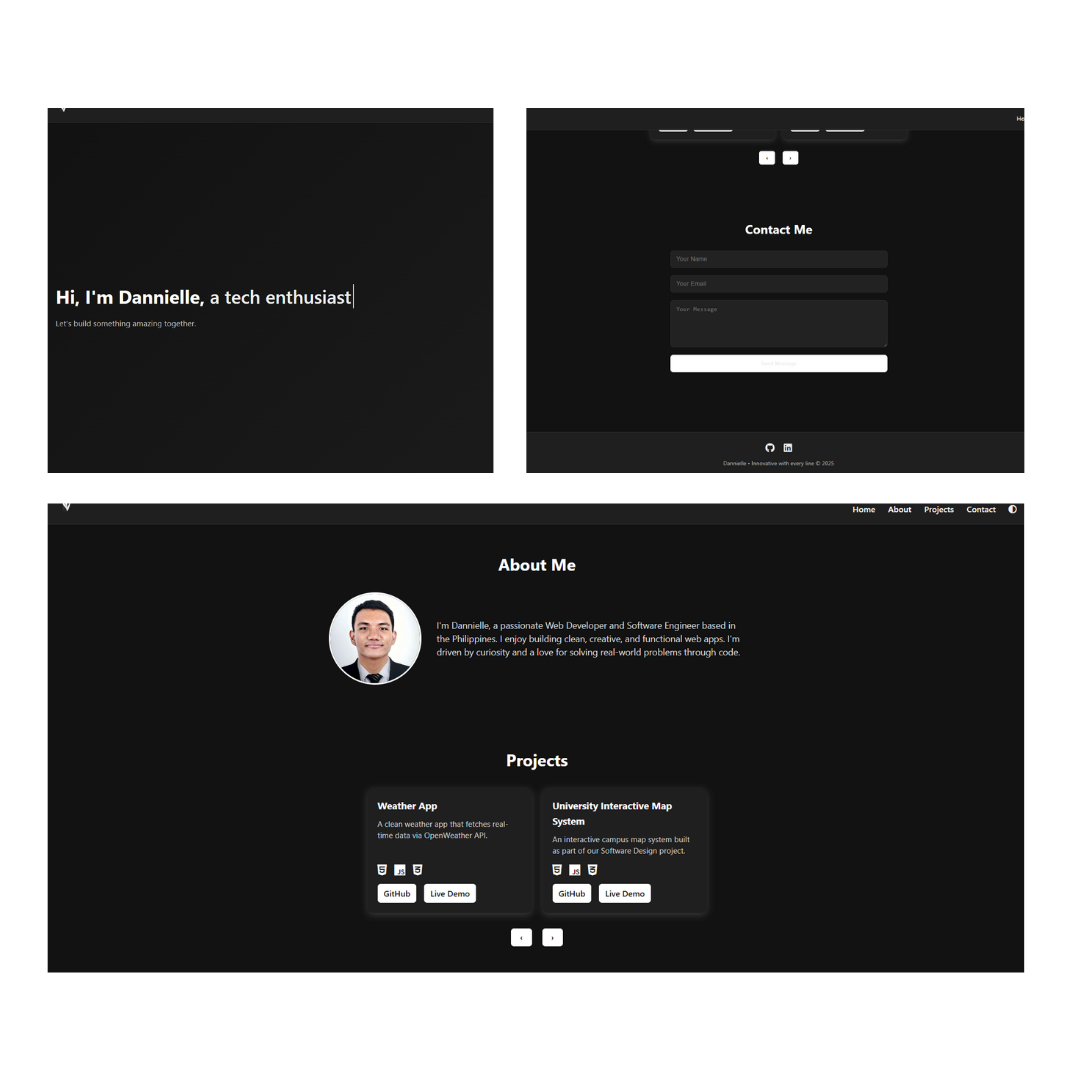 Hi, I'm Dannielle, a tech enthusiast
Let's build something amazing together.
‹ ›
Contact Me
Your Name
Your Email
Your Message
Dannielle • Innovative with every line © 2025
Home About Projects Contact
About Me
I'm Dannielle, a passionate Web Developer and Software Engineer based in
the Philippines. I enjoy building clean, creative, and functional web apps. I'm
driven by curiosity and a love for solving real-world problems through code.
Projects
Weather App
A clean weather app that fetches real-
time data via OpenWeather API.
JS
GitHub Live Demo
University Interactive Map
System
An interactive campus map system built
as part of our Software Design project.
JS
GitHub Live Demo
‹ ›